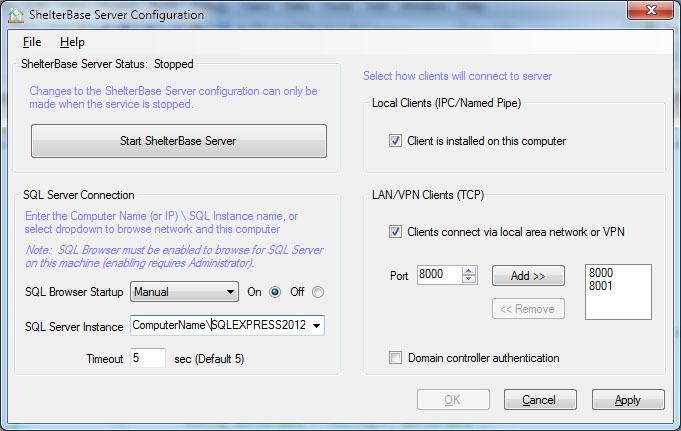 ShelterBase Server Configuration
File Help
ShelterBase Server Status: Stopped
Changes to the ShelterBase Server configuration can only be
made when the service is stopped.
Start ShelterBase Server
Select how clients will connect to server
Local Clients (IPC/Named Pipe)
Client is installed on this computer
SQL Server Connection
Enter the Computer Name (or IP) \ SQL Instance name, or
select dropdown to browse network and this computer
Note: SQL Browser must be enabled to browse for SQL Server
on this machine (enabling requires Administrator).
SQL Browser Startup Manual On Off
SQL Server Instance ComputerName\SQLEXPRESS2012
Timeout 5 sec (Default 5)
LAN/VPN Clients (TCP)
Clients connect via local area network or VPN
Port 8000 Add >> 8000
8001
<< Remove
Domain controller authentication
OK Cancel Apply